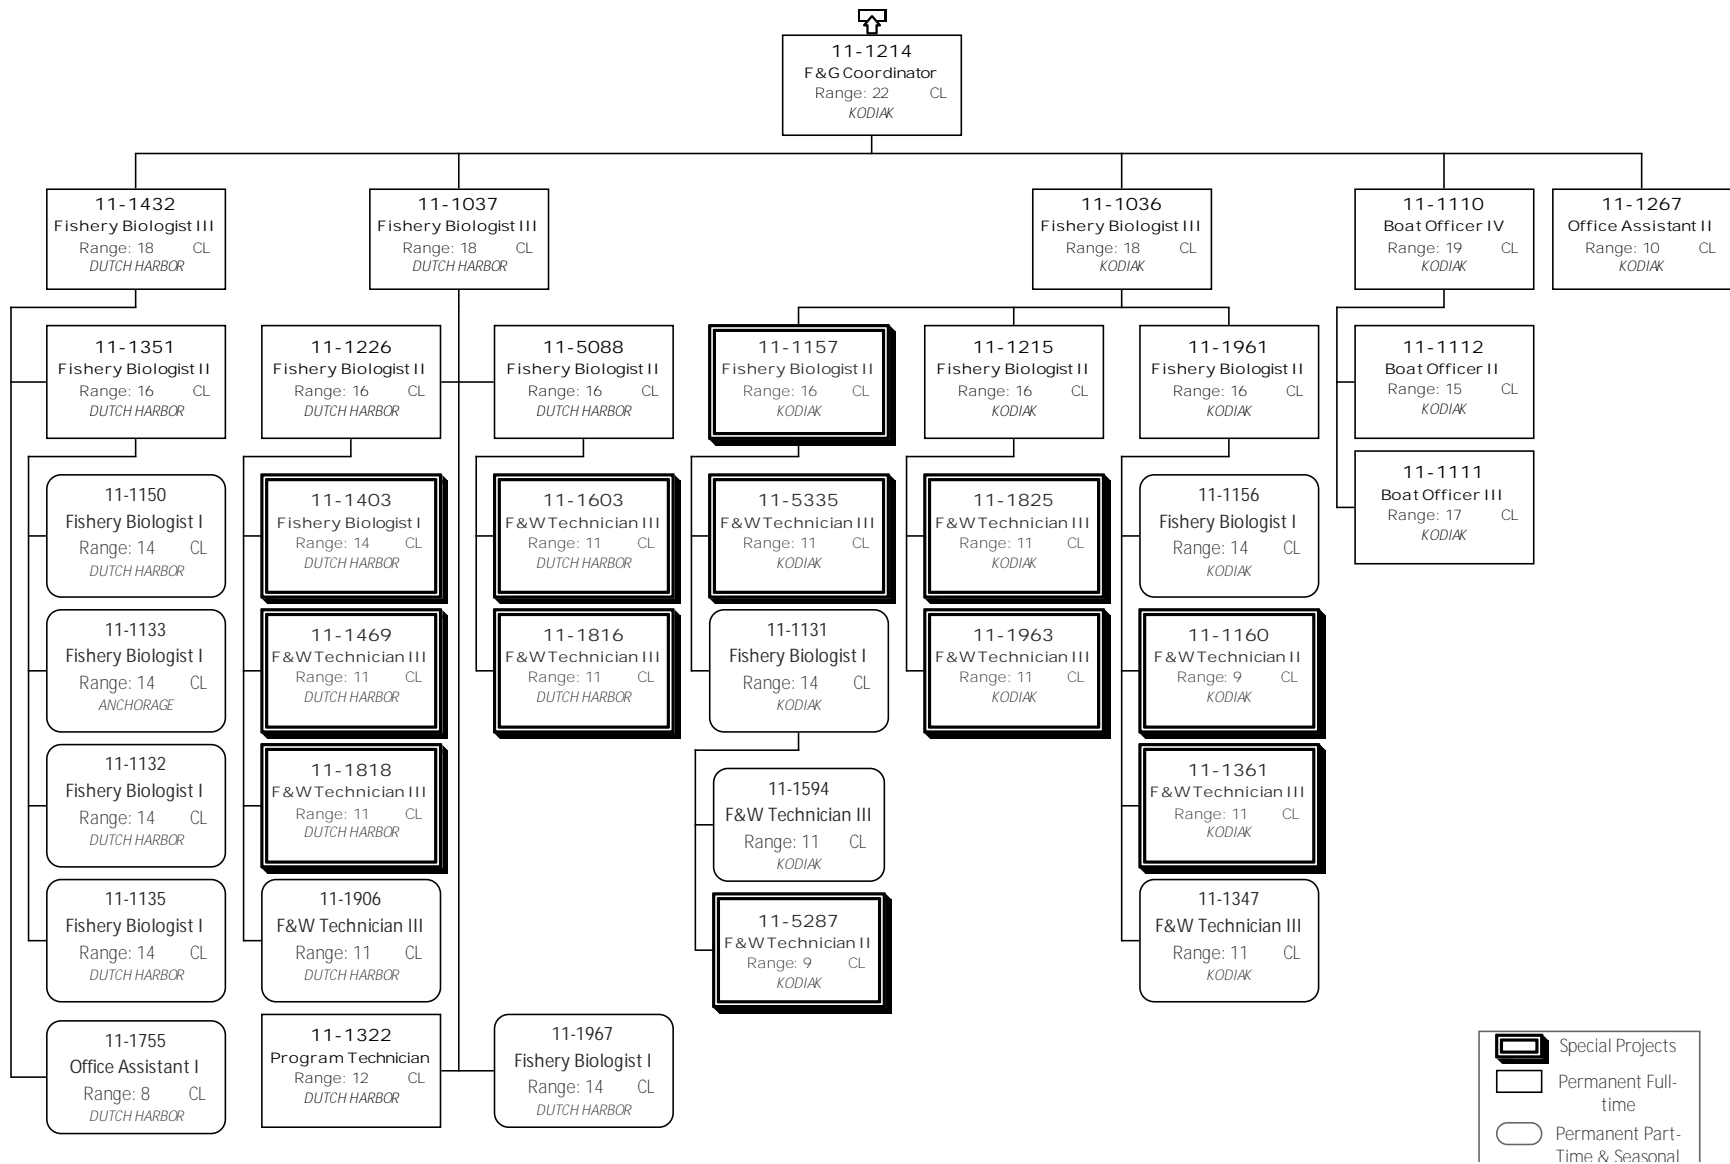 11-1214
F&G Coordinator
Range: 22 CL
KODIAK
11-1432
Fishery Biologist III
Range: 18 CL
DUTCH HARBOR
11-1037
Fishery Biologist III
Range: 18 CL
DUTCH HARBOR
11-1036
Fishery Biologist III
Range: 18 CL
KODIAK
11-1110
Boat Officer IV
Range: 19 CL
KODIAK
11-1267
Office Assistant II
Range: 10 CL
KODIAK
11-1351
Fishery Biologist II
Range: 16 CL
DUTCH HARBOR
11-1226
Fishery Biologist II
Range: 16 CL
DUTCH HARBOR
11-5088
Fishery Biologist II
Range: 16 CL
DUTCH HARBOR
11-1157
Fishery Biologist II
Range: 16 CL
KODIAK
11-1215
Fishery Biologist II
Range: 16 CL
KODIAK
11-1961
Fishery Biologist II
Range: 16 CL
KODIAK
11-1112
Boat Officer II
Range: 15 CL
KODIAK
11-1150
Fishery Biologist I
Range: 14 CL
DUTCH HARBOR
11-1403
Fishery Biologist I
Range: 14 CL
DUTCH HARBOR
11-1603
F&W Technician III
Range: 11 CL
DUTCH HARBOR
11-5335
F&W Technician III
Range: 11 CL
KODIAK
11-1825
F&W Technician III
Range: 11 CL
KODIAK
11-1156
Fishery Biologist I
Range: 14 CL
KODIAK
11-1111
Boat Officer III
Range: 17 CL
KODIAK
11-1133
Fishery Biologist I
Range: 14 CL
ANCHORAGE
11-1469
F&W Technician III
Range: 11 CL
DUTCH HARBOR
11-1816
F&W Technician III
Range: 11 CL
DUTCH HARBOR
11-1131
Fishery Biologist I
Range: 14 CL
KODIAK
11-1963
F&W Technician III
Range: 11 CL
KODIAK
11-1160
F&W Technician II
Range: 9 CL
KODIAK
11-1132
Fishery Biologist I
Range: 14 CL
DUTCH HARBOR
11-1818
F&W Technician III
Range: 11 CL
DUTCH HARBOR
11-1594
F&W Technician III
Range: 11 CL
KODIAK
11-1361
F&W Technician III
Range: 11 CL
KODIAK
11-1135
Fishery Biologist I
Range: 14 CL
DUTCH HARBOR
11-1906
F&W Technician III
Range: 11 CL
DUTCH HARBOR
11-5287
F&W Technician II
Range: 9 CL
KODIAK
11-1347
F&W Technician III
Range: 11 CL
KODIAK
11-1755
Office Assistant I
Range: 8 CL
DUTCH HARBOR
11-1322
Program Technician
Range: 12 CL
DUTCH HARBOR
11-1967
Fishery Biologist I
Range: 14 CL
DUTCH HARBOR
Special Projects
Permanent Full-
time
Permanent Part-
Time & Seasonal